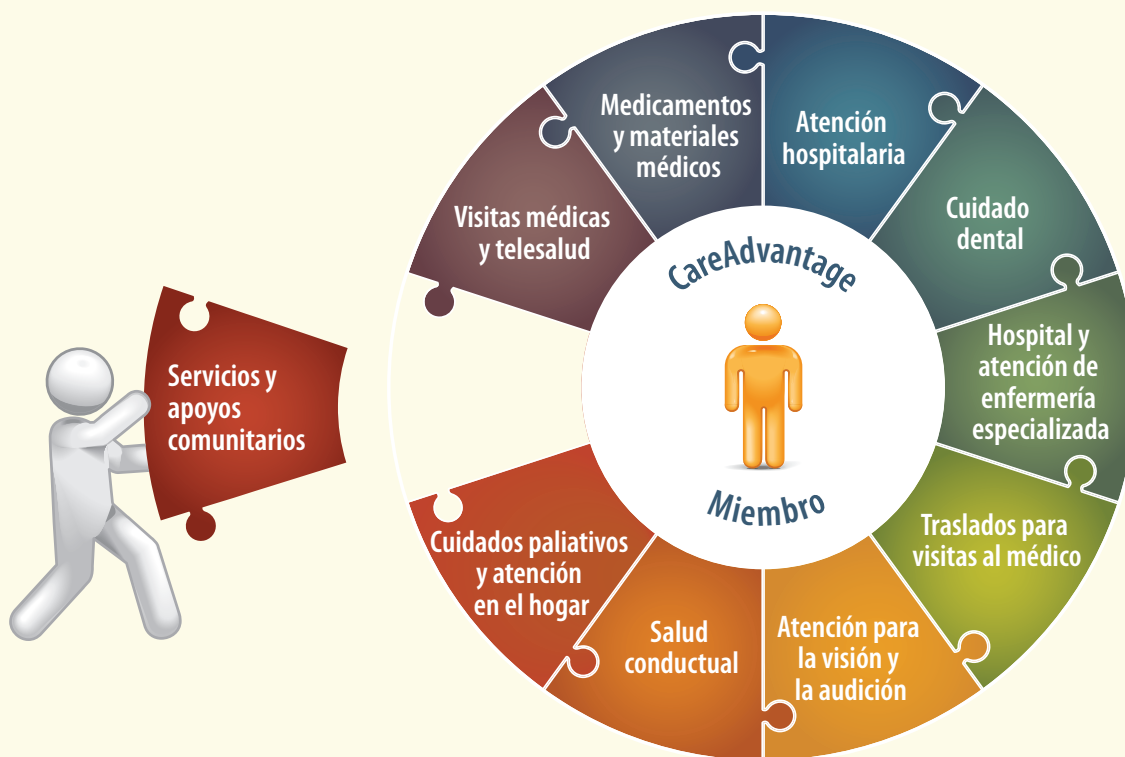 Medicamentos
y materiales
médicos
Atención
hospitalaria
Cuidado
dental
Hospital y
atención de
enfermería
especializada
Traslados para
visitas al médico
Atención para
la visión y
la audición
Salud
conductual
Cuidados paliativos
y atención
en el hogar
Servicios y
apoyos
comunitarios
Visitas médicas
y telesalud
CareAdvantage
Miembro